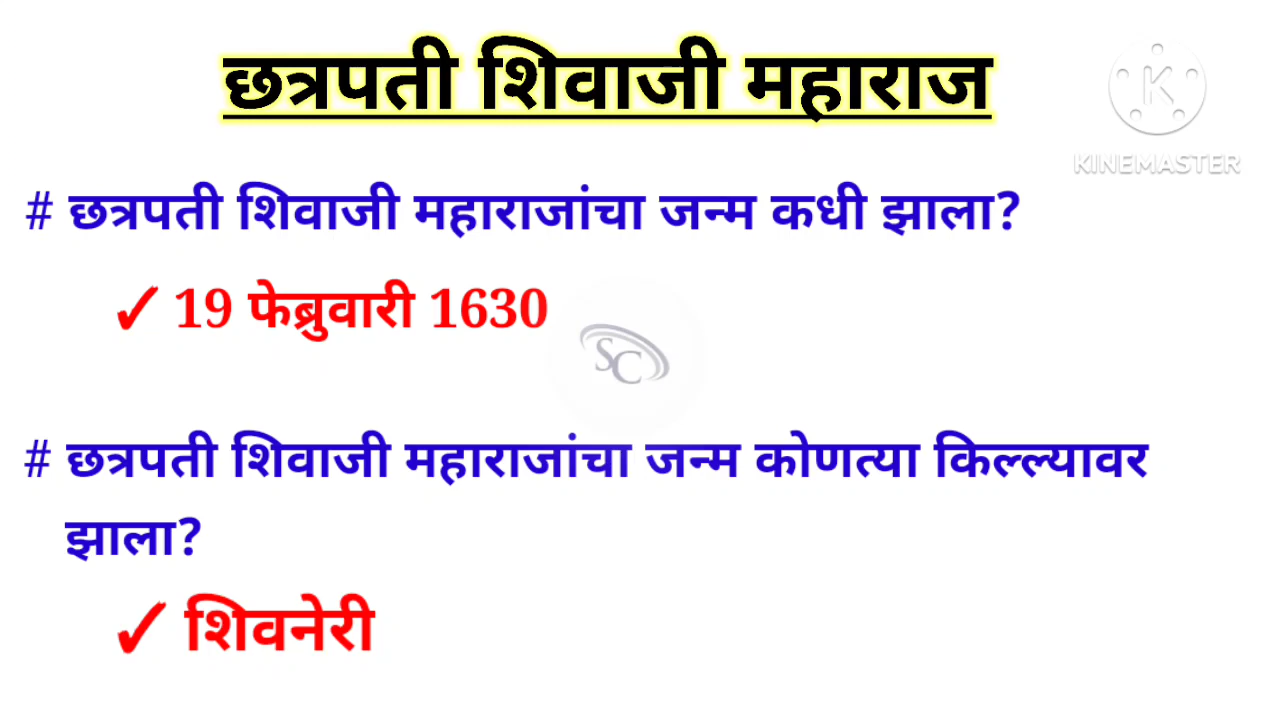 छत्रपती शिवाजी महाराज
KINEMASTER
# छत्रपती शिवाजी महाराजांचा जन्म कधी झाला?
✓ 19 फेब्रुवारी 1630
SC
# छत्रपती शिवाजी महाराजांचा जन्म कोणत्या किल्ल्यावर
झाला?
✓ शिवनेरी